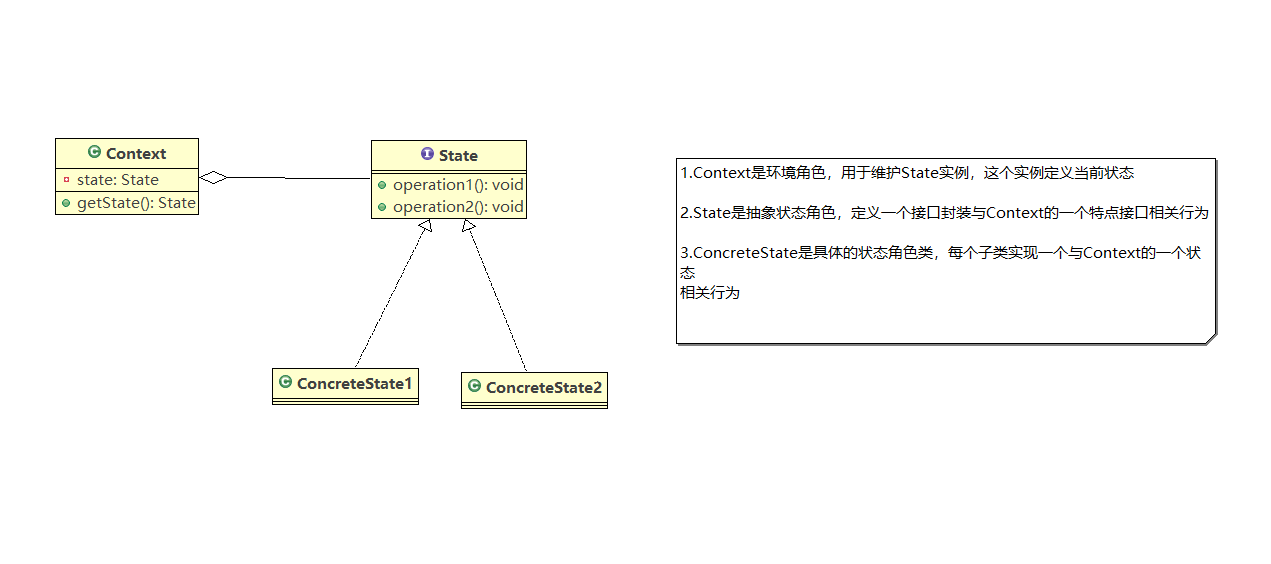 Context
state: State
getState(): State
State
operation1(): void
operation2(): void
ConcreteState1
ConcreteState2
1.Context是环境角色，用于维护State实例，这个实例定义当前状态
2.State是抽象状态角色，定义一个接口封装与Context的一个特点接口相关行为
3.ConcreteState是具体的状态角色类，每个子类实现一个与Context的一个状
态
相关行为